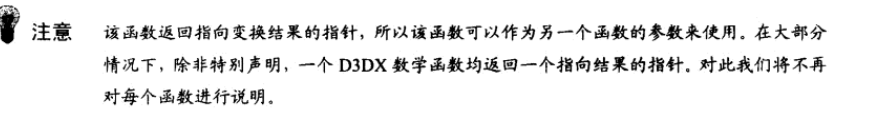 注意 该函数返回指向变换结果的指针，所以该函数可以作为另一个函数的参数来使用。在大部分
情况下，除非特别声明，一个 D3DX 数学函数均返回一个指向结果的指针。对此我们将不再
对每个函数进行说明。